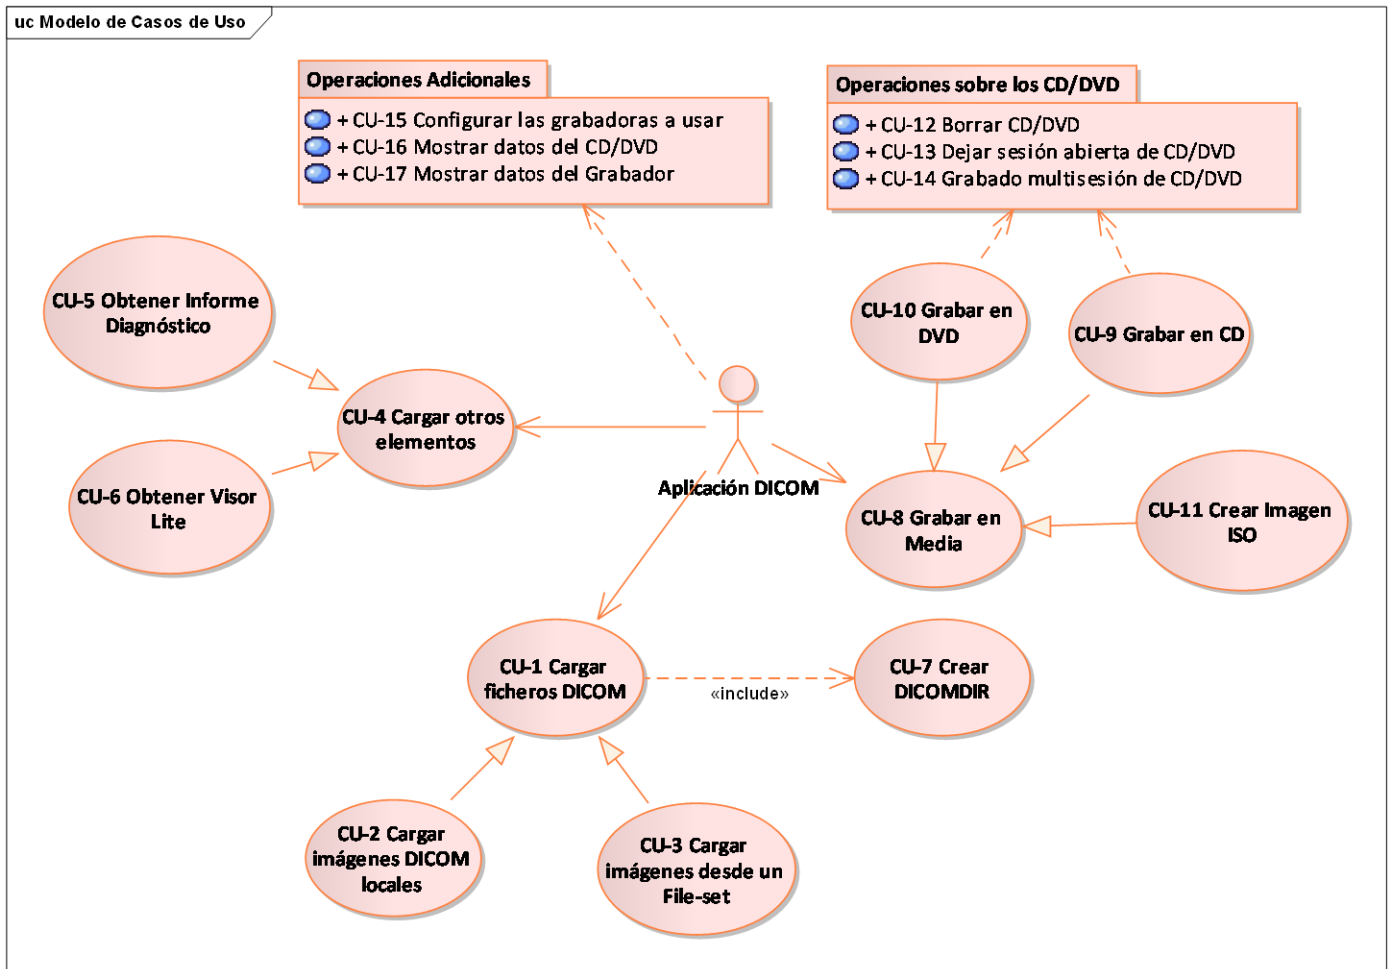 uc Modelo de Casos de Uso
Operaciones Adicionales
+ CU-15 Configurar las grabadoras a usar
+ CU-16 Mostrar datos del CD/DVD
+ CU-17 Mostrar datos del Grabador
Operaciones sobre los CD/DVD
+ CU-12 Borrar CD/DVD
+ CU-13 Dejar sesión abierta de CD/DVD
+ CU-14 Grabado multisesión de CD/DVD
CU-5 Obtener Informe
Diagnóstico
CU-10 Grabar en
DVD
CU-9 Grabar en CD
CU-4 Cargar otros
elementos
CU-6 Obtener Visor
Lite
Aplicación DICOM
CU-8 Grabar en
Media
CU-11 Crear Imagen
ISO
CU-1 Cargar
ficheros DICOM
«include»
CU-7 Crear
DICOMDIR
CU-2 Cargar
imágenes DICOM
locales
CU-3 Cargar
imágenes desde un
File-set